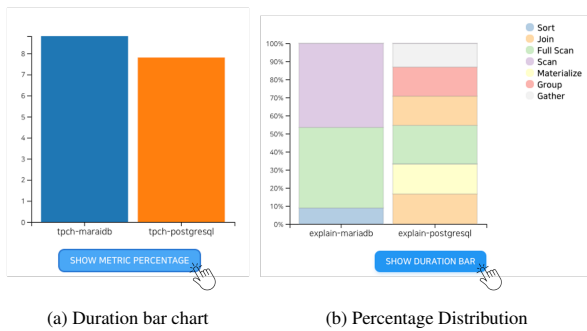 8
7
6
5
4
3
2
1
0
tpch-maraidb
tpch-postgresql
SHOW METRIC PERCENTAGE
(a) Duration bar chart
100%
90%
80%
70%
60%
50%
40%
30%
20%
10%
0%
explain-mariadb
explain-postgresql
Sort
Join
Full Scan
Scan
Materialize
Group
Gather
SHOW DURATION BAR
(b) Percentage Distribution